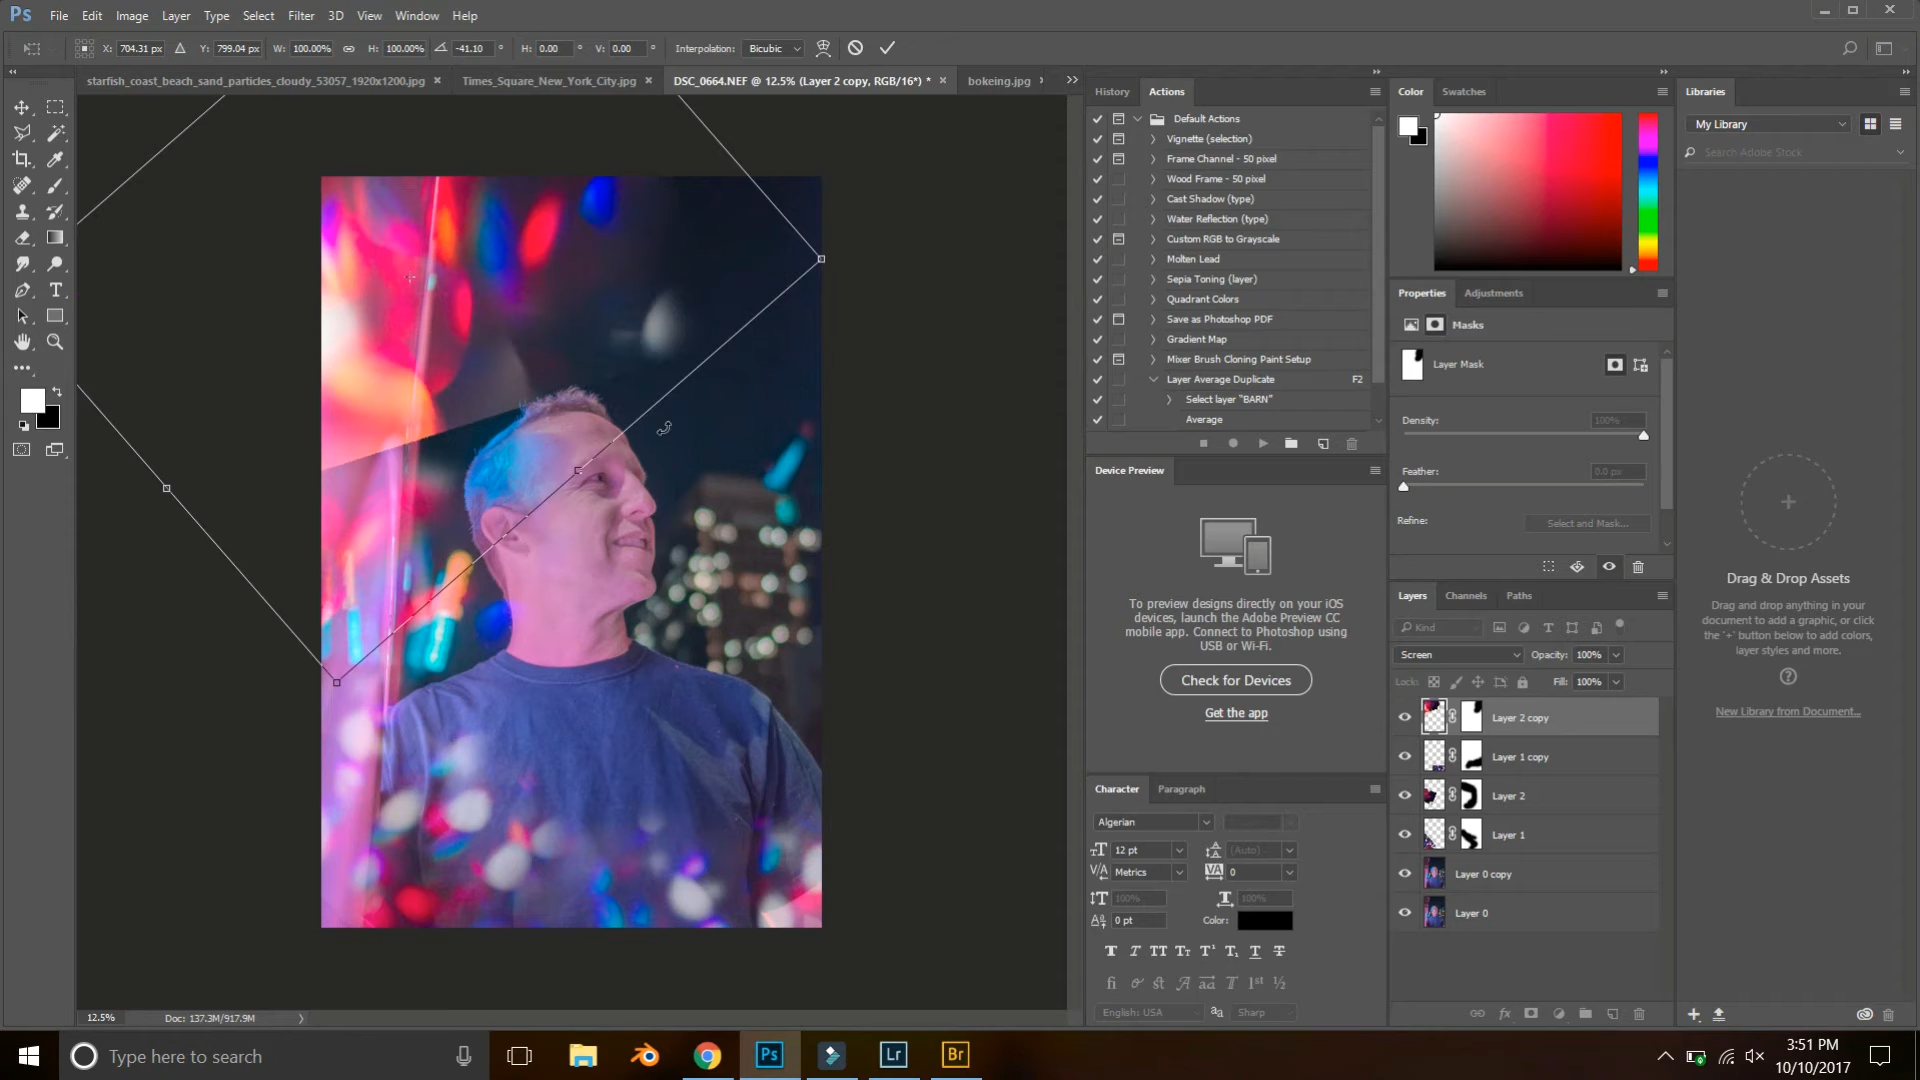 Ps File Edit Image Layer Type Select Filter 3D View Window Help
X: 704.31 px Y: 799.04 px W: 100.00% H: 100.00% -41.10 ° H: 0.00 ° V: 0.00 ° Interpolation: Bicubic
starfish_coast_beach_sand_particles_cloudy_53057_1920x1200.jpg × Times_Square_New_York_City.jpg × DSC_0664.NEF @ 12.5% (Layer 2 copy, RGB/16*) * × bokeing.jpg
History Actions
Default Actions
Vignette (selection)
Frame Channel - 50 pixel
Wood Frame - 50 pixel
Cast Shadow (type)
Water Reflection (type)
Custom RGB to Grayscale
Molten Lead
Sepia Toning (layer)
Quadrant Colors
Save as Photoshop PDF
Gradient Map
Mixer Brush Cloning Paint Setup
Layer Average Duplicate F2
Select layer "BARN"
Average
Device Preview
To preview designs directly on your iOS
devices, launch the Adobe Preview CC
mobile app. Connect to Photoshop using
USB or Wi-Fi.
Check for Devices
Get the app
Character Paragraph
Algerian
12 pt (Auto)
Metrics 0
100% 100%
0 pt Color:
English: USA Sharp
Color Swatches
Properties Adjustments
Masks
Layer Mask
Density: 100%
Feather: 0.0 px
Refine: Select and Mask...
Layers Channels Paths
Kind
Screen Opacity: 100%
Lock: Fill: 100%
Layer 2 copy
Layer 1 copy
Layer 2
Layer 1
Layer 0 copy
Layer 0
Libraries
My Library
Search Adobe Stock
Drag & Drop Assets
Drag and drop anything in your
document to add a graphic, or click
the '+' button below to add colors,
layer styles and more.
New Library from Document...
12.5% Doc: 137.3M/917.9M
Type here to search
Ps Lr Br
3:51 PM
10/10/2017